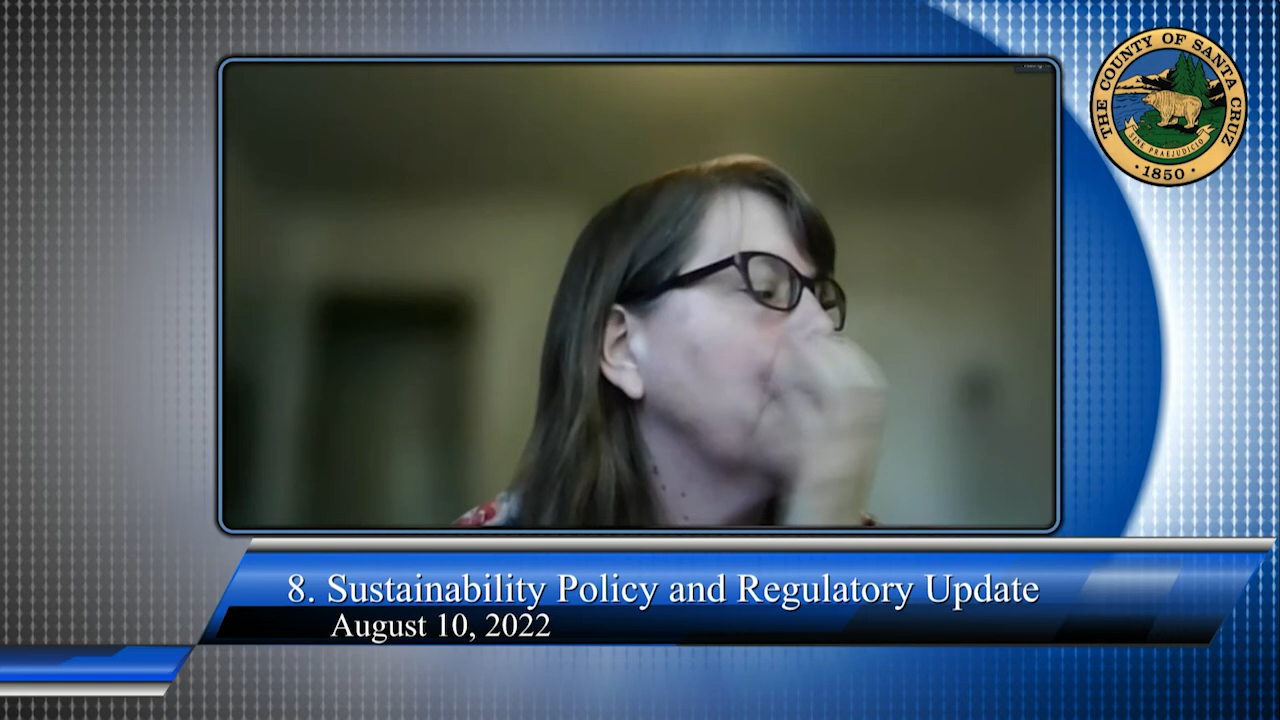 THE COUNTY OF SANTA CRUZ
SINE PRAEJUDICIO
· 1850 ·
8. Sustainability Policy and Regulatory Update
August 10, 2022